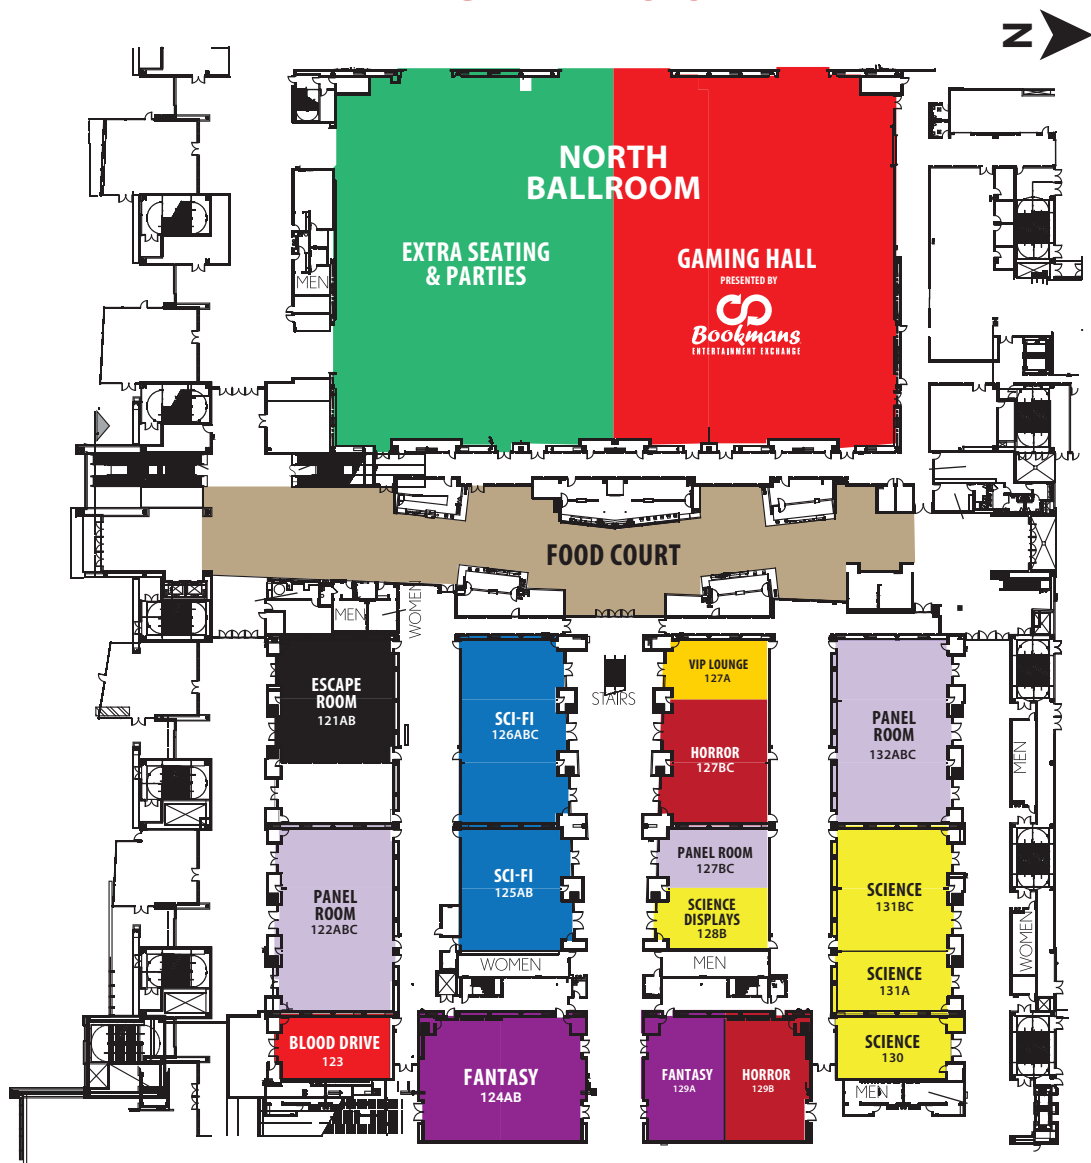 N
NORTH
BALLROOM
EXTRA SEATING
& PARTIES
GAMING HALL
PRESENTED BY
Bookmans
ENTERTAINMENT EXCHANGE
MEN
FOOD COURT
MEN
WOMEN
STAIRS
ESCAPE
ROOM
121AB
SCI-FI
126ABC
VIP LOUNGE
127A
HORROR
127BC
PANEL
ROOM
132ABC
MEN
PANEL
ROOM
122ABC
SCI-FI
125AB
PANEL ROOM
127BC
SCIENCE
DISPLAYS
128B
SCIENCE
131BC
WOMEN
WOMEN
MEN
SCIENCE
131A
BLOOD DRIVE
123
FANTASY
124AB
FANTASY
129A
HORROR
129B
SCIENCE
130
MEN